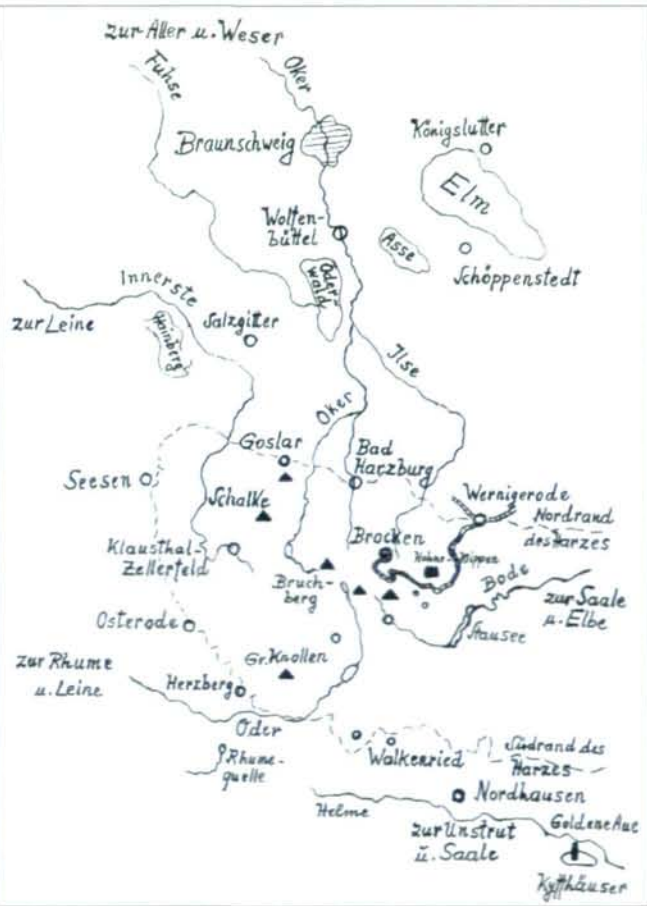 zur Aller u. Weser
Fuhse
Oker
Braunschweig
Königslutter
Elm
Wolfen-
büttel
Asse
Schöppenstedt
Oder
wald
Innerste
zur Leine
Hainberg
Salzgitter
Ilse
Oker
Goslar
Bad
Harzburg
Seesen
Schalke
Wernigerode
Nordrand
des Harzes
Klausthal-
Zellerfeld
Brocken
Hohne-Klippen
Bruch-
berg
Bode
zur Saale
u. Elbe
Stausee
Osterode
zur Rhume
u. Leine
Gr. Knollen
Herzberg
Oder
Rhume-
quelle
Walkenried
Südrand des
Harzes
Nordhausen
Helme
zur Unstrut
ü. Saale
Goldene Aue
Kyffhäuser